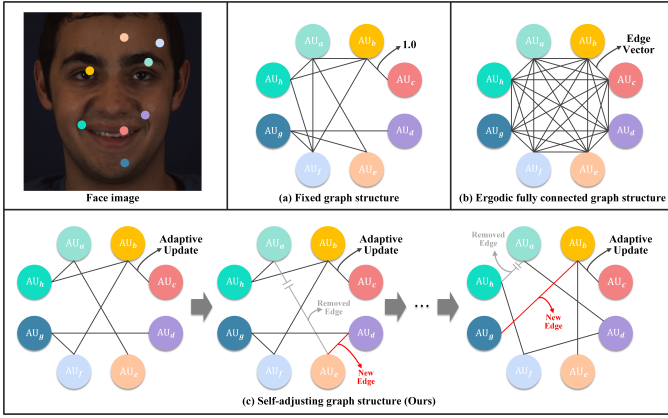 Face image
AUa
AUb
1.0
AUh
AUc
AUg
AUd
AUf
AUe
(a) Fixed graph structure
AUa
AUb
Edge
Vector
AUh
AUc
AUg
AUd
AUf
AUe
(b) Ergodic fully connected graph structure
AUa
AUb
Adaptive
Update
AUh
AUc
AUg
AUd
AUf
AUe
AUa
AUb
Adaptive
Update
AUh
AUc
Removed
Edge
AUg
AUd
AUf
AUe
New
Edge
...
Removed
Edge
AUa
AUb
Adaptive
Update
AUh
AUc
New
Edge
AUg
AUd
AUf
AUe
(c) Self-adjusting graph structure (Ours)